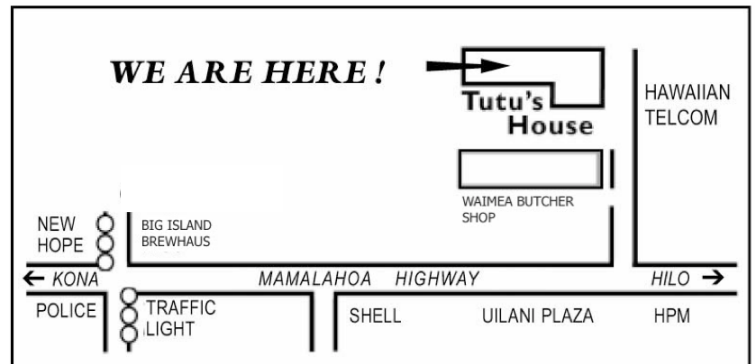 WE ARE HERE !
Tutu's
House
HAWAIIAN
TELCOM
WAIMEA BUTCHER
SHOP
NEW
HOPE
BIG ISLAND
BREWHAUS
← KONA
MAMALAHOA HIGHWAY
HILO →
POLICE
TRAFFIC
LIGHT
SHELL
UILANI PLAZA
HPM